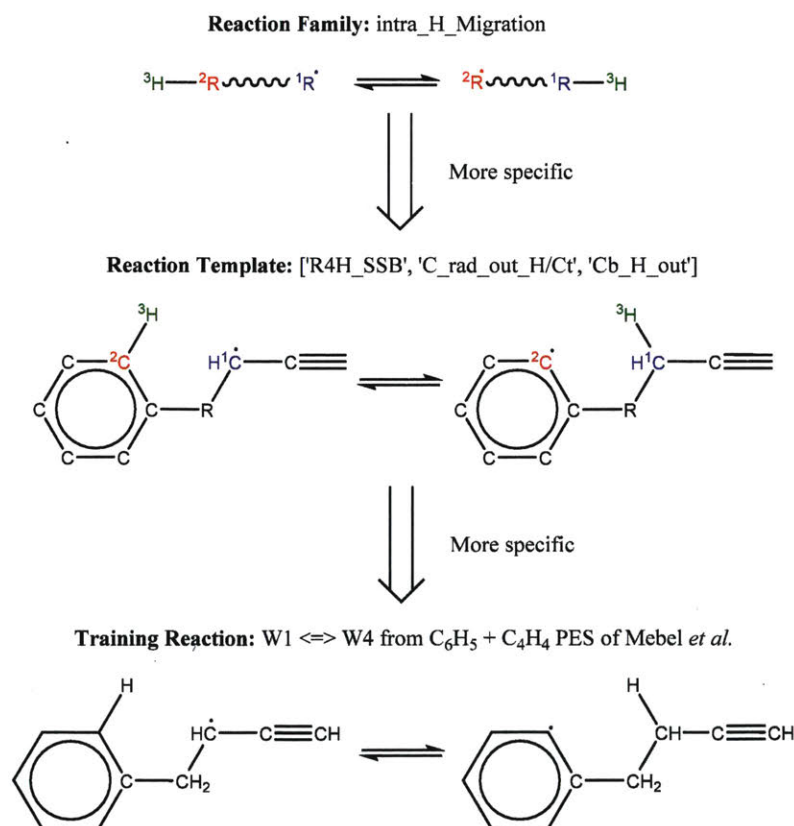 Reaction Family: intra_H_Migration
³H—²R ¹R• ⇌ ²R• ¹R—³H
More specific
Reaction Template: ['R4H_SSB', 'C_rad_out_H/Ct', 'Cb_H_out']
³H ³H
²C H¹C C ²C H¹C C
C C
C C R C C R
C C C C
More specific
Training Reaction: W1 <=> W4 from C₆H₅ + C₄H₄ PES of Mebel et al.
H H
HC C CH CH C CH
C CH₂ C CH₂